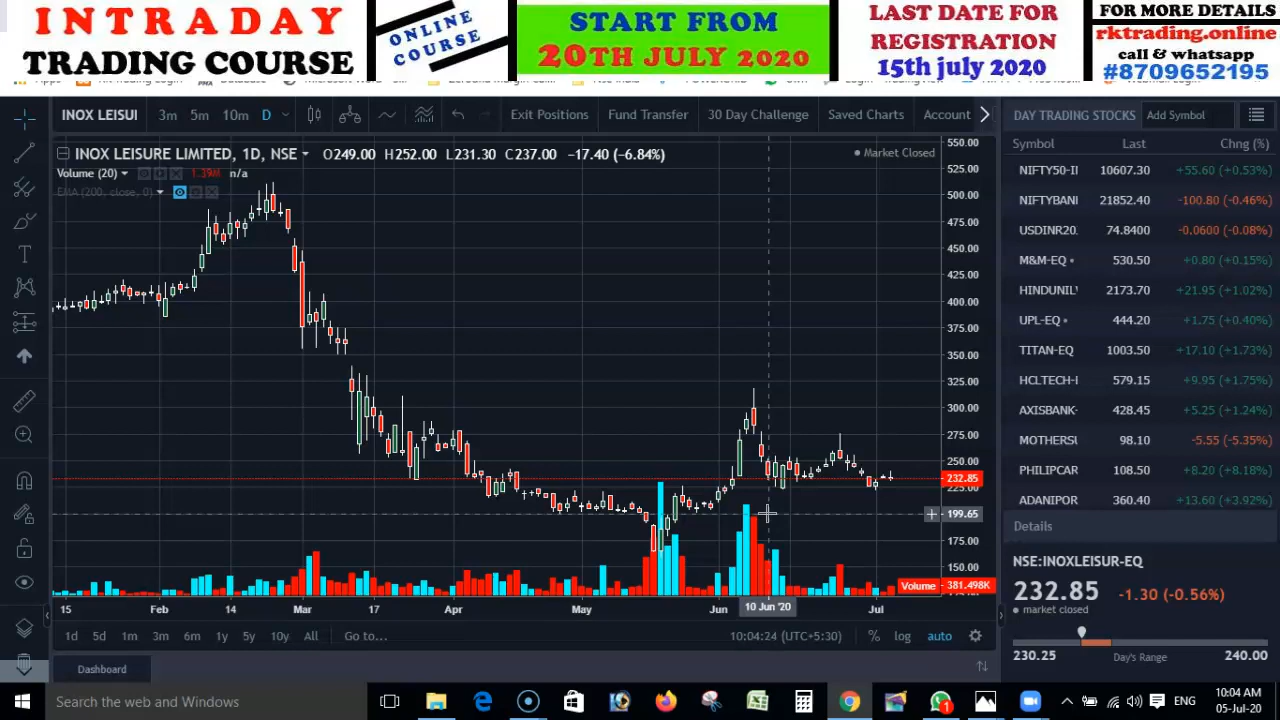 INTRADAY
TRADING COURSE
ONLINE
COURSE
START FROM
20TH JULY 2020
LAST DATE FOR
REGISTRATION
15th july 2020
FOR MORE DETAILS
rktrading.online
call & whatsapp
#8709652195
INOX LEISUI 3m 5m 10m D Exit Positions Fund Transfer 30 Day Challenge Saved Charts Account
INOX LEISURE LIMITED, 1D, NSE O249.00 H252.00 L231.30 C237.00 −17.40 (−6.84%) Market Closed
Volume (20) 1.39M n/a
EMA (200, close, 0)
550.00
525.00
500.00
475.00
450.00
425.00
400.00
375.00
350.00
325.00
300.00
275.00
250.00
232.85
225.00
199.65
175.00
150.00
Volume 381.498K
15 Feb 14 Mar 17 Apr May Jun 10 Jun '20 Jul
1d 5d 1m 3m 6m 1y 5y 10y All Go to... 10:04:24 (UTC+5:30) % log auto
Dashboard
DAY TRADING STOCKS Add Symbol
Symbol Last Chng (%)
NIFTY50-II 10607.30 +55.60 (+0.53%)
NIFTYBANI 21852.40 -100.80 (-0.46%)
USDINR20. 74.8400 -0.0600 (-0.08%)
M&M-EQ 530.50 +0.80 (+0.15%)
HINDUNIL' 2173.70 +21.95 (+1.02%)
UPL-EQ 444.20 +1.75 (+0.40%)
TITAN-EQ 1003.50 +17.10 (+1.73%)
HCLTECH-I 579.15 +9.95 (+1.75%)
AXISBANK- 428.45 +5.25 (+1.24%)
MOTHERSU 98.10 -5.55 (-5.35%)
PHILIPCAR 108.50 +8.20 (+8.18%)
ADANIPOR 360.40 +13.60 (+3.92%)
Details
NSE:INOXLEISUR-EQ
232.85 -1.30 (-0.56%)
market closed
230.25 Day's Range 240.00
Search the web and Windows
ENG
10:04 AM
05-Jul-20